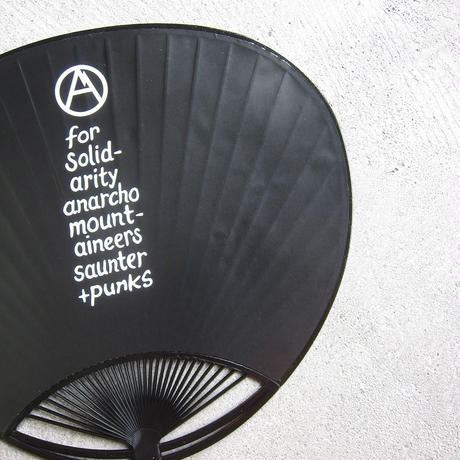 for
Solid-
arity
anarcho
mount-
aineers
saunter
+punks